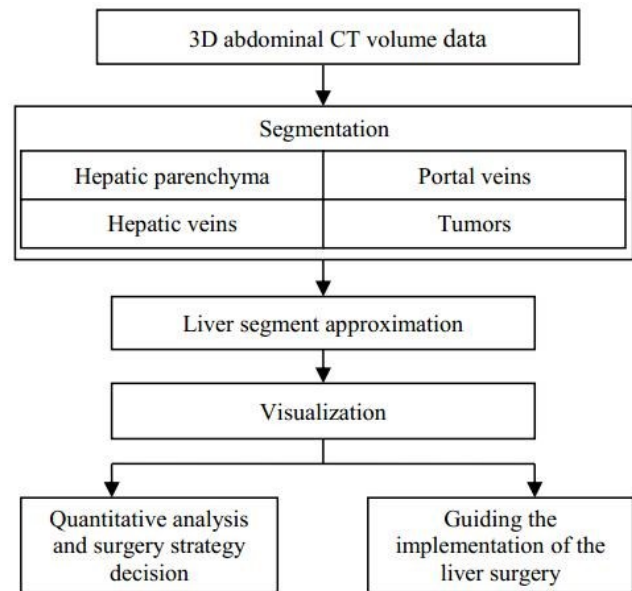 3D abdominal CT volume data
Segmentation
Hepatic parenchyma
Portal veins
Hepatic veins
Tumors
Liver segment approximation
Visualization
Quantitative analysis
and surgery strategy
decision
Guiding the
implementation of the
liver surgery